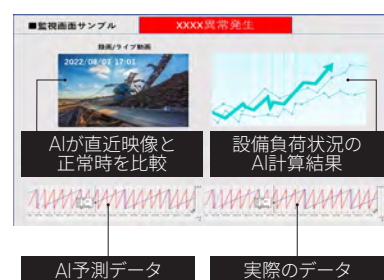 ■監視画面サンプル
XXXX異常発生
録画/ライブ動画
2022/08/07 17:01
AIが直近映像と
正常時を比較
設備負荷状況の
AI計算結果
AI予測データ
実際のデータ